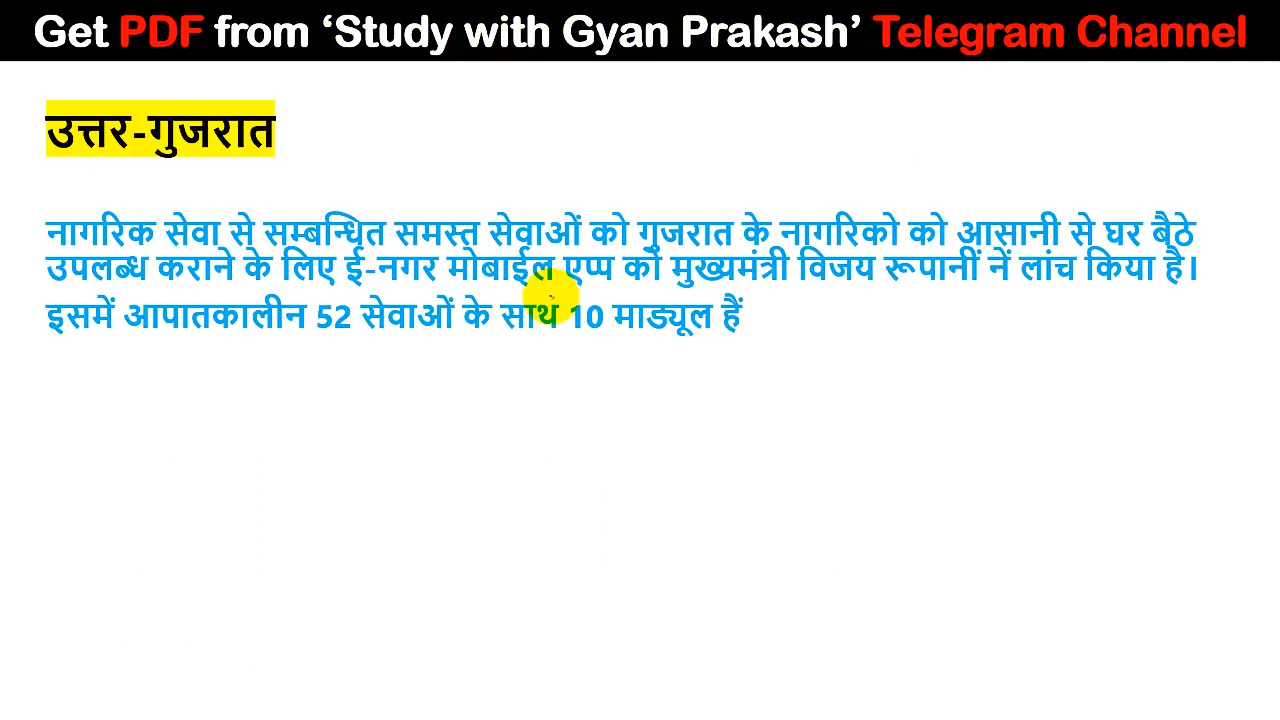 Get PDF from ‘Study with Gyan Prakash’ Telegram Channel
उत्तर-गुजरात
नागरिक सेवा से सम्बन्धित समस्त सेवाओं को गुजरात के नागरिको को आसानी से घर बैठे
उपलब्ध कराने के लिए ई-नगर मोबाईल एप्प को मुख्यमंत्री विजय रूपानीं नें लांच किया है।
इसमें आपातकालीन 52 सेवाओं के साथ 10 माड्यूल हैं